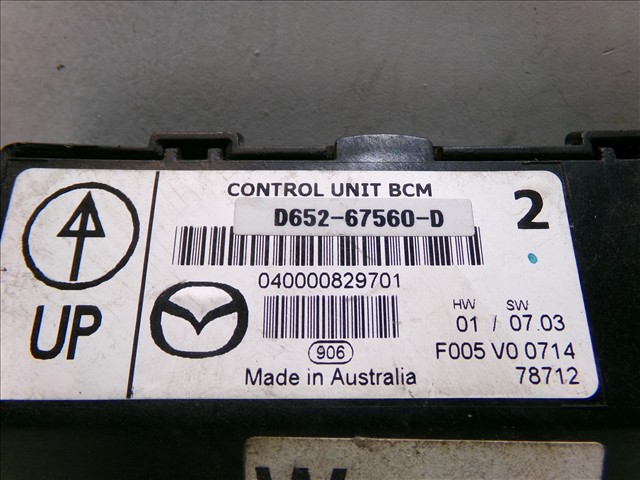 CONTROL UNIT BCM
2
D652-67560-D
040000829701
UP
HW SW
01 / 07.03
906
F005 V0 0714
Made in Australia
78712
W